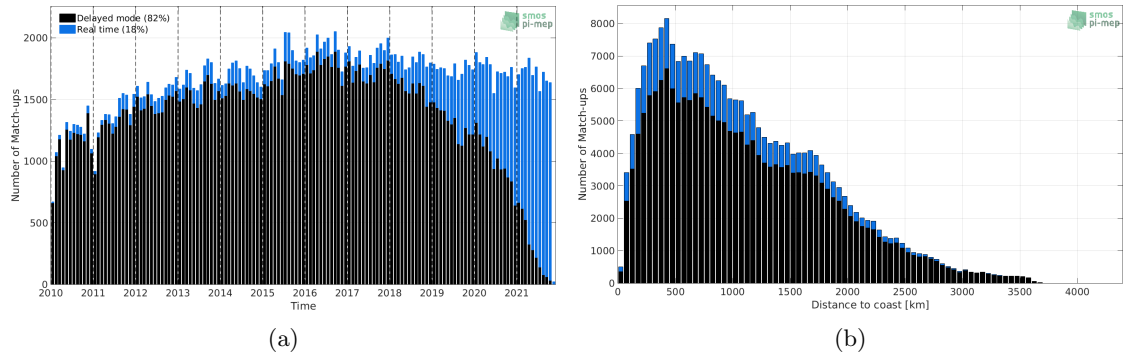 Delayed mode (82%)
Real time (18%)
smos
pi-mep
2000
1500
1000
500
0
Number of Match-ups
2010 2011 2012 2013 2014 2015 2016 2017 2018 2019 2020 2021
Time
(a)
smos
pi-mep
8000
7000
6000
5000
4000
3000
2000
1000
0
Number of Match-ups
0 500 1000 1500 2000 2500 3000 3500 4000
Distance to coast [km]
(b)